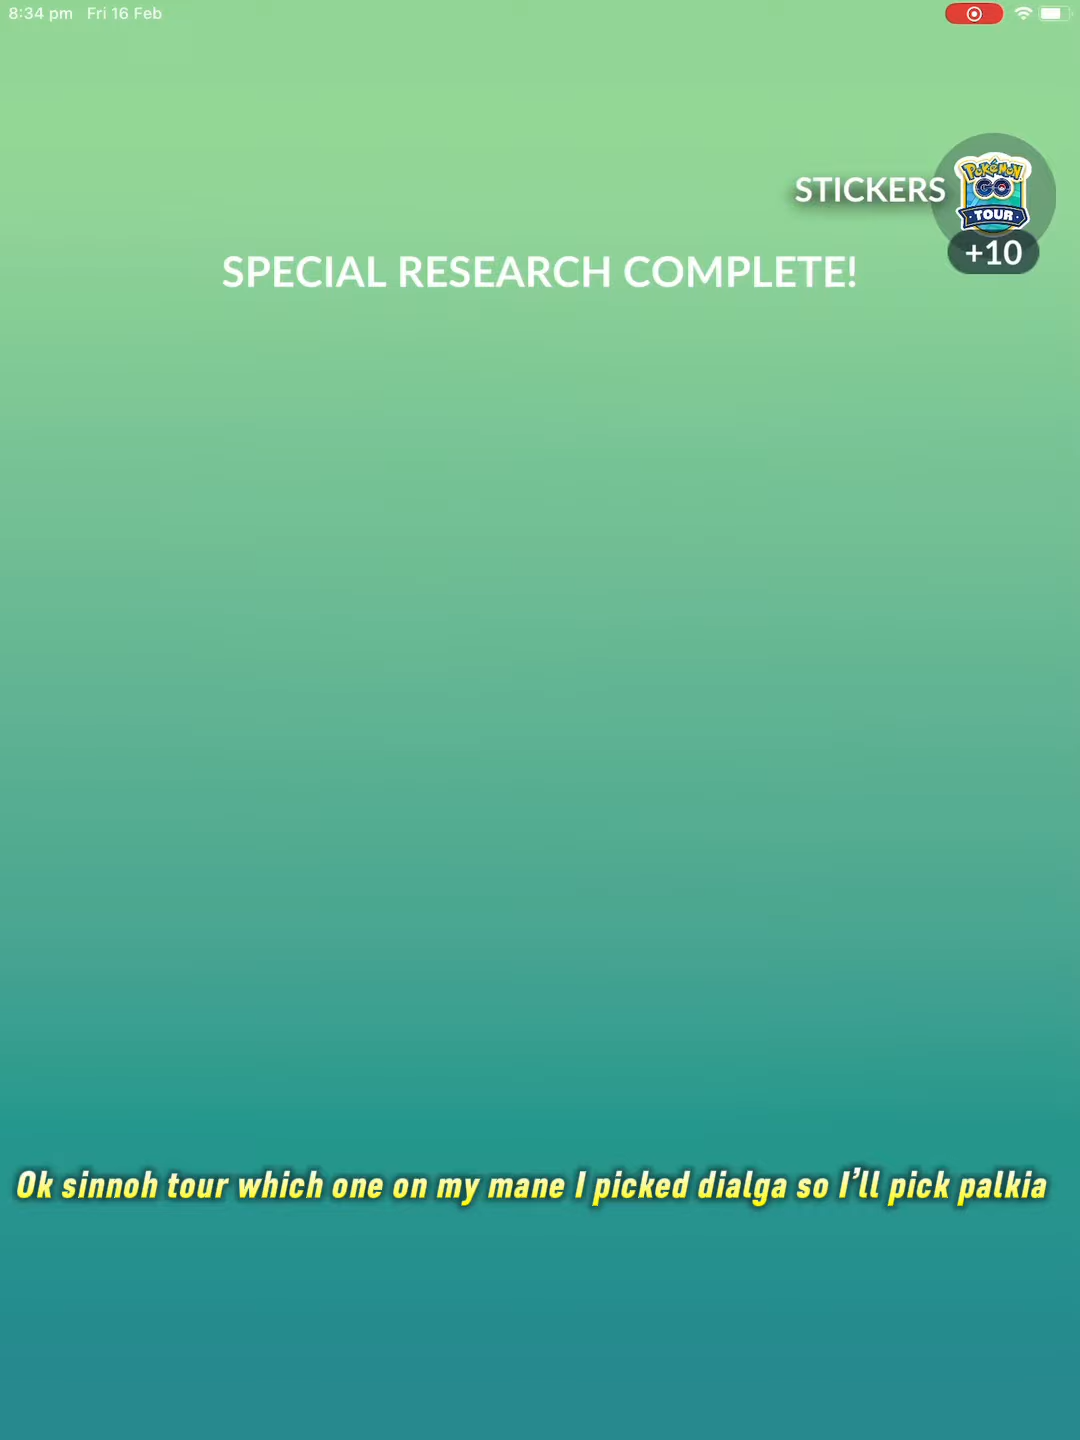 8:34 pm Fri 16 Feb
STICKERS
POKÉMON
GO
TOUR
+10
SPECIAL RESEARCH COMPLETE!
Ok sinnoh tour which one on my mane I picked dialga so I'll pick palkia